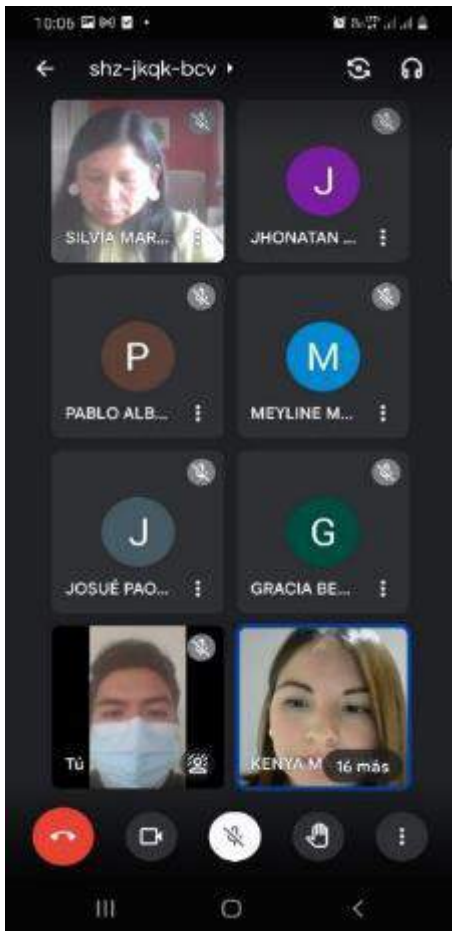 10:06
shz-jkqk-bcv
SILVIA MAR...
J
JHONATAN ...
P
PABLO ALB...
M
MEYLINE M...
J
JOSUÉ PAO...
G
GRACIA BE...
Tú
KENYA M
16 más